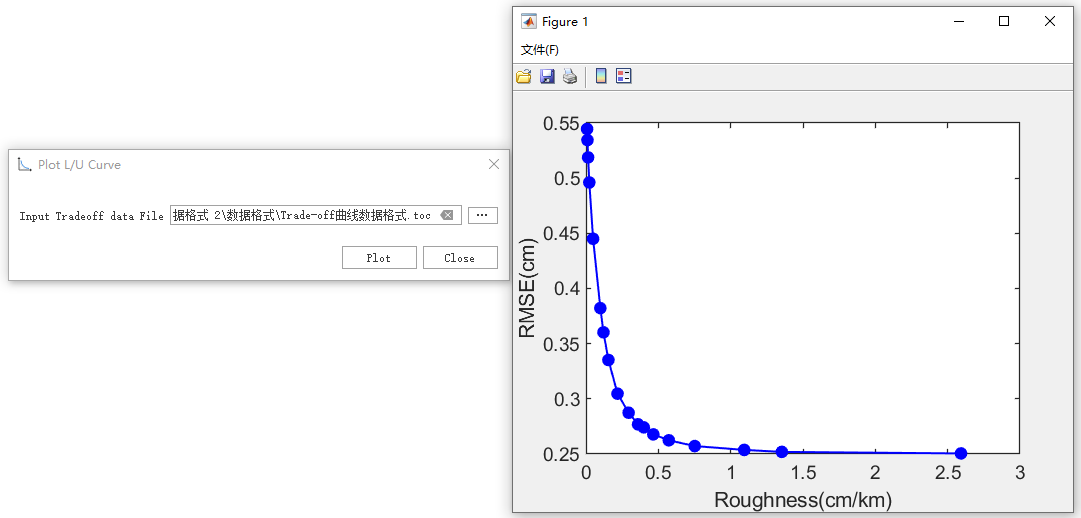 Plot L/U Curve
Input Tradeoff data File 据格式 2\数据格式\Trade-off曲线数据格式.toc ...
Plot Close
Figure 1
文件(F)
0.55
0.5
0.45
0.4
0.35
0.3
0.25
RMSE(cm)
0 0.5 1 1.5 2 2.5 3
Roughness(cm/km)